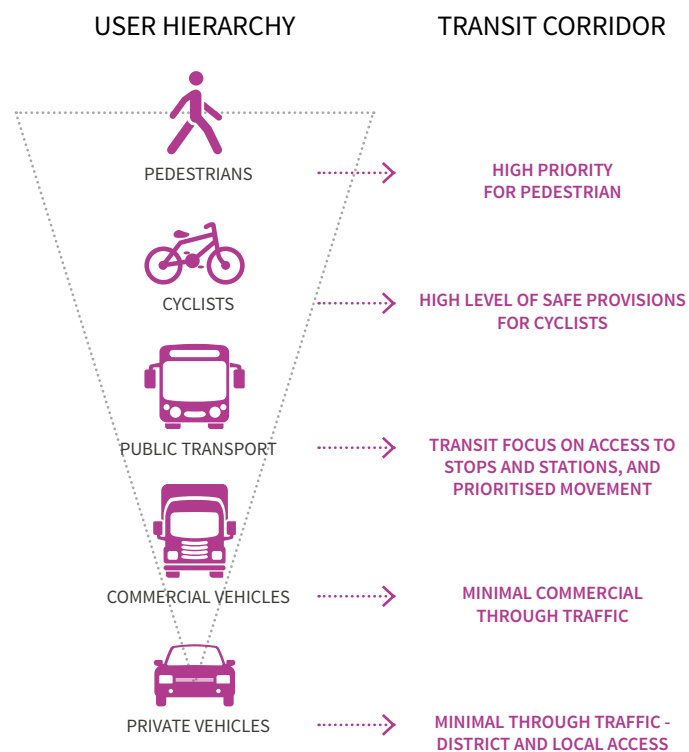 USER HIERARCHY
TRANSIT CORRIDOR
PEDESTRIANS
HIGH PRIORITY
FOR PEDESTRIAN
CYCLISTS
HIGH LEVEL OF SAFE PROVISIONS
FOR CYCLISTS
PUBLIC TRANSPORT
TRANSIT FOCUS ON ACCESS TO
STOPS AND STATIONS, AND
PRIORITISED MOVEMENT
COMMERCIAL VEHICLES
MINIMAL COMMERCIAL
THROUGH TRAFFIC
PRIVATE VEHICLES
MINIMAL THROUGH TRAFFIC -
DISTRICT AND LOCAL ACCESS